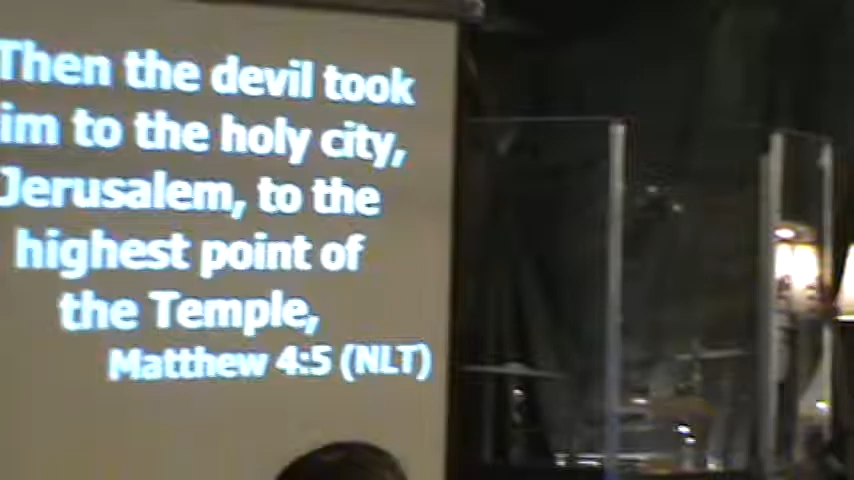 Then the devil took
im to the holy city,
Jerusalem, to the
highest point of
the Temple,
Matthew 4:5 (NLT)